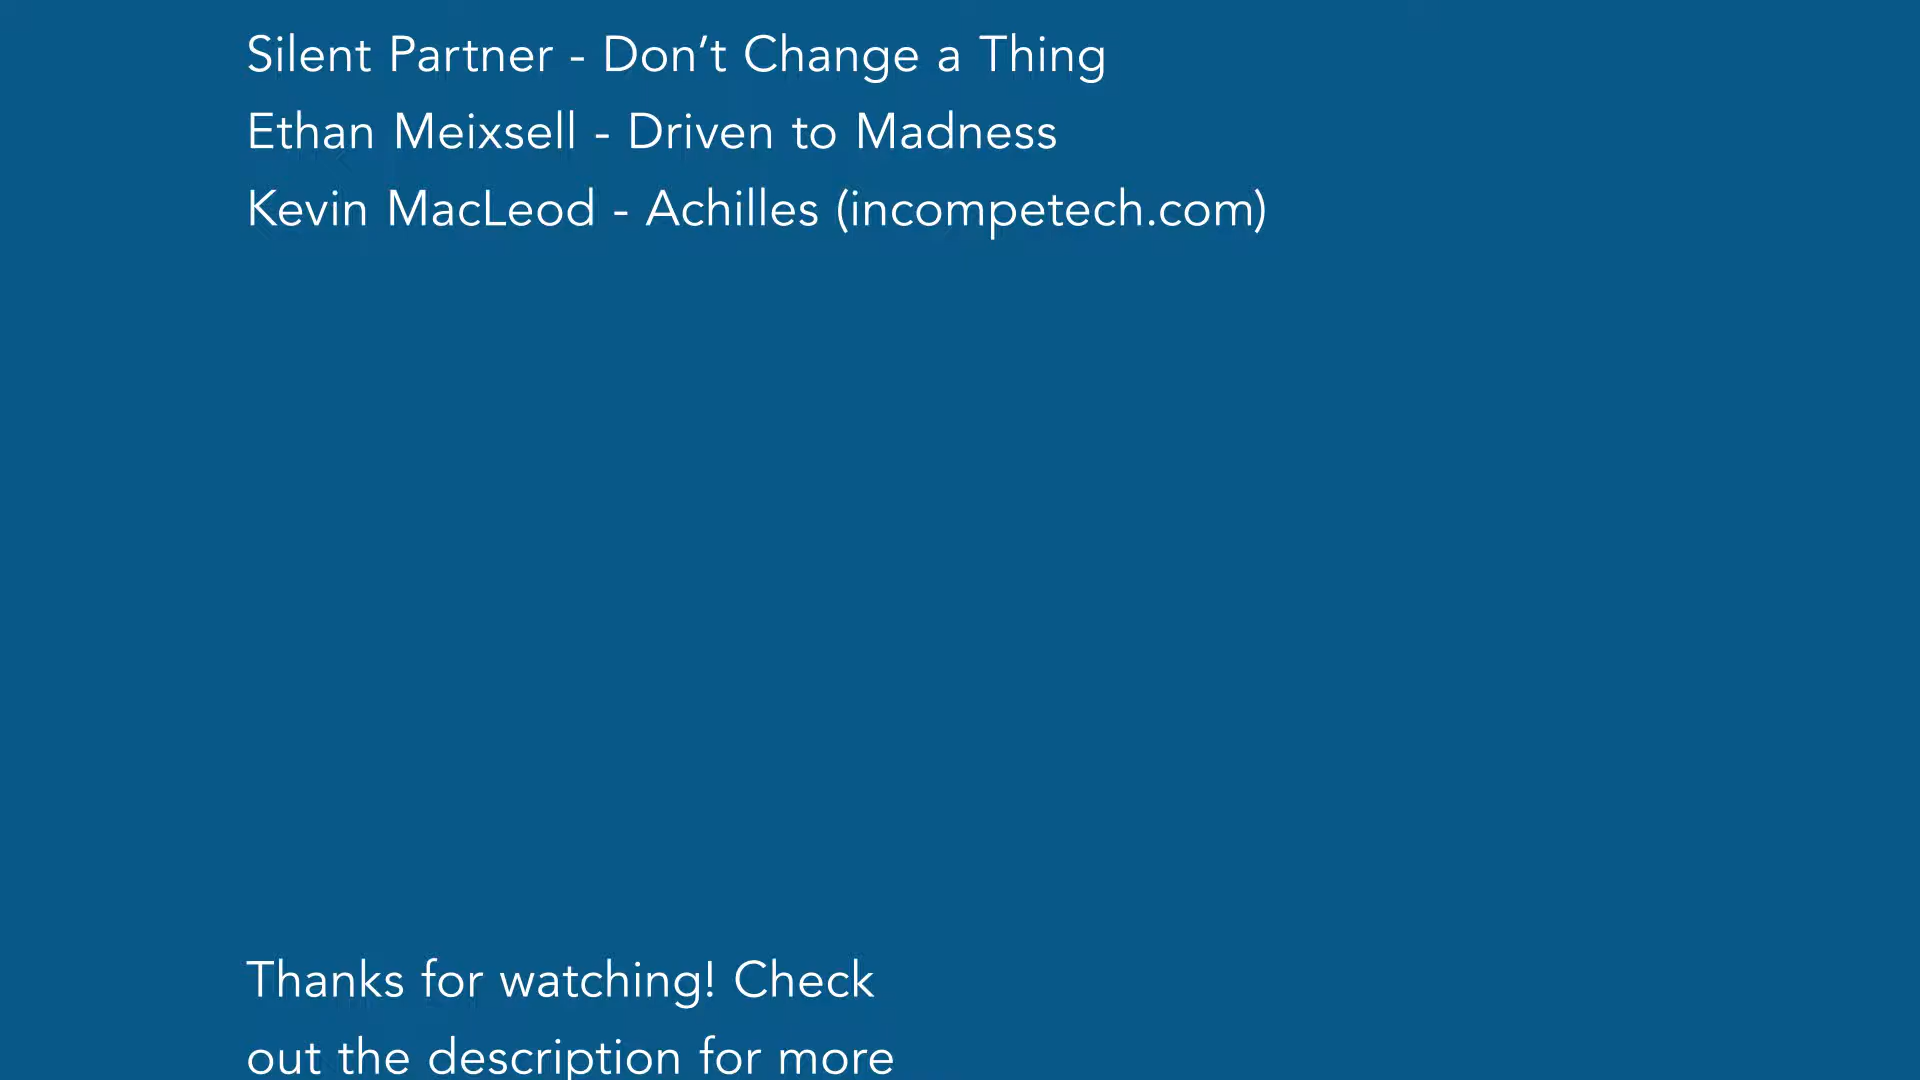 Silent Partner - Don’t Change a Thing
Ethan Meixsell - Driven to Madness
Kevin MacLeod - Achilles (incompetech.com)
Thanks for watching! Check
out the description for more